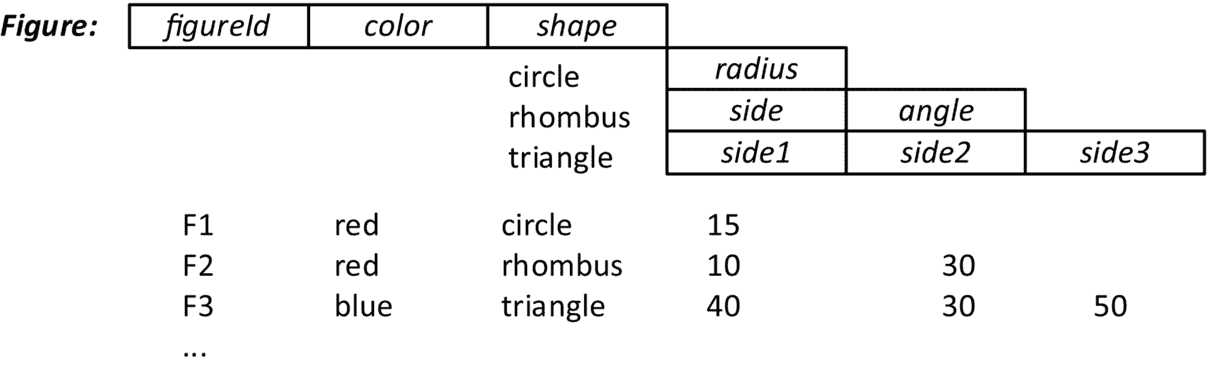 Figure: figureId color shape
circle radius
rhombus side angle
triangle side1 side2 side3
F1 red circle 15
F2 red rhombus 10 30
F3 blue triangle 40 30 50
...